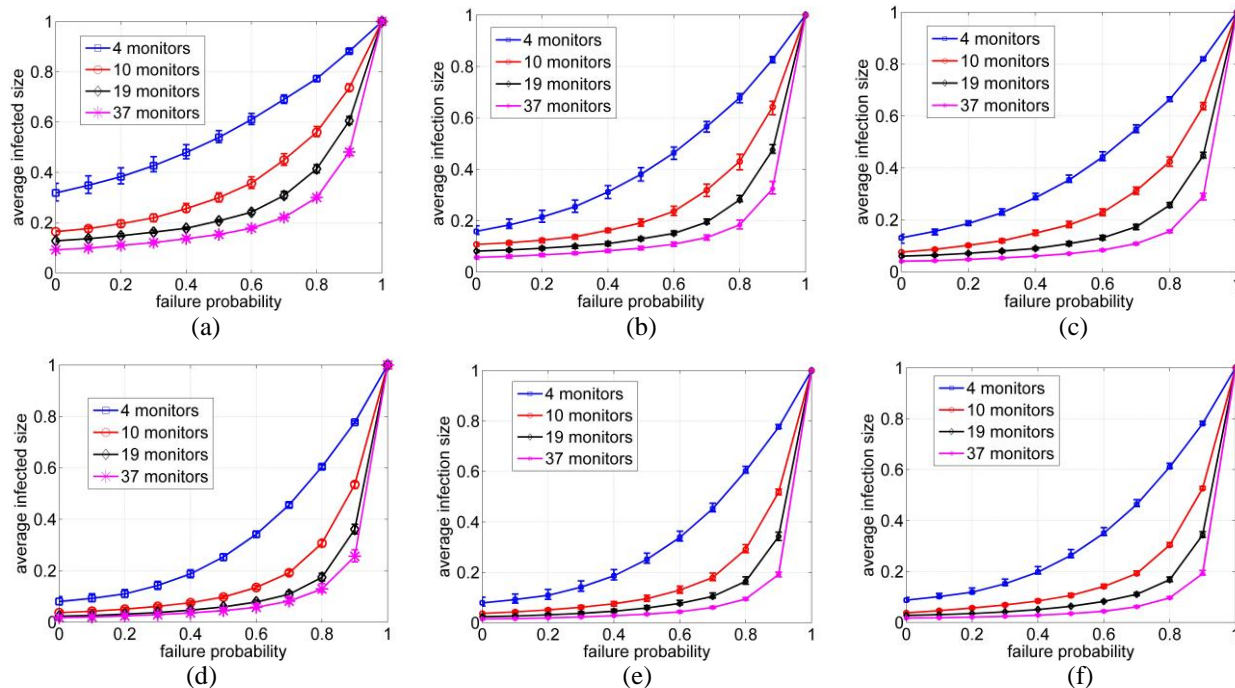 1
0.8
0.6
0.4
0.2
0
average infected size
4 monitors
10 monitors
19 monitors
37 monitors
0 0.2 0.4 0.6 0.8 1
failure probability
(a)
1
0.8
0.6
0.4
0.2
0
average infection size
4 monitors
10 monitors
19 monitors
37 monitors
0 0.2 0.4 0.6 0.8 1
failure probability
(b)
1
0.8
0.6
0.4
0.2
0
average infection size
4 monitors
10 monitors
19 monitors
37 monitors
0 0.2 0.4 0.6 0.8 1
failure probability
(c)
1
0.8
0.6
0.4
0.2
0
average infected size
4 monitors
10 monitors
19 monitors
37 monitors
0 0.2 0.4 0.6 0.8 1
failure probability
(d)
1
0.8
0.6
0.4
0.2
0
average infection size
4 monitors
10 monitors
19 monitors
37 monitors
0 0.2 0.4 0.6 0.8 1
failure probability
(e)
1
0.8
0.6
0.4
0.2
0
average infection size
4 monitors
10 monitors
19 monitors
37 monitors
0 0.2 0.4 0.6 0.8 1
failure probability
(f)